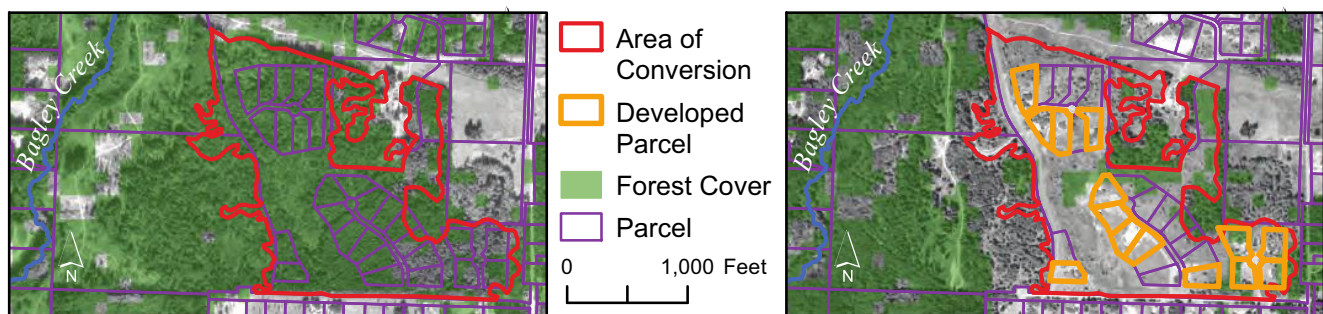 Bagley Creek
N
Area of
Conversion
Developed
Parcel
Forest Cover
Parcel
0 1,000 Feet
Bagley Creek
N